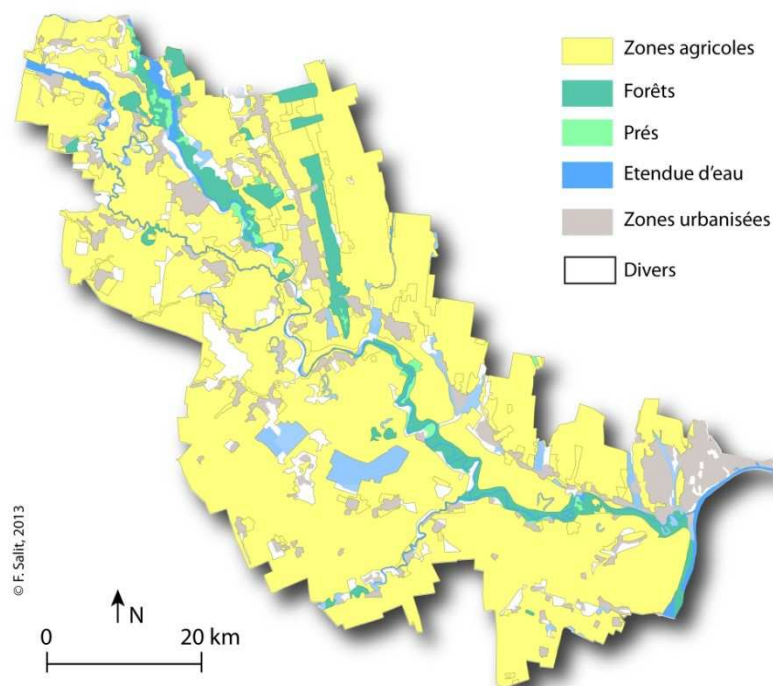 Zones agricoles
Forêts
Prés
Etendue d'eau
Zones urbanisées
Divers
© F. Salit, 2013
N
0 20 km